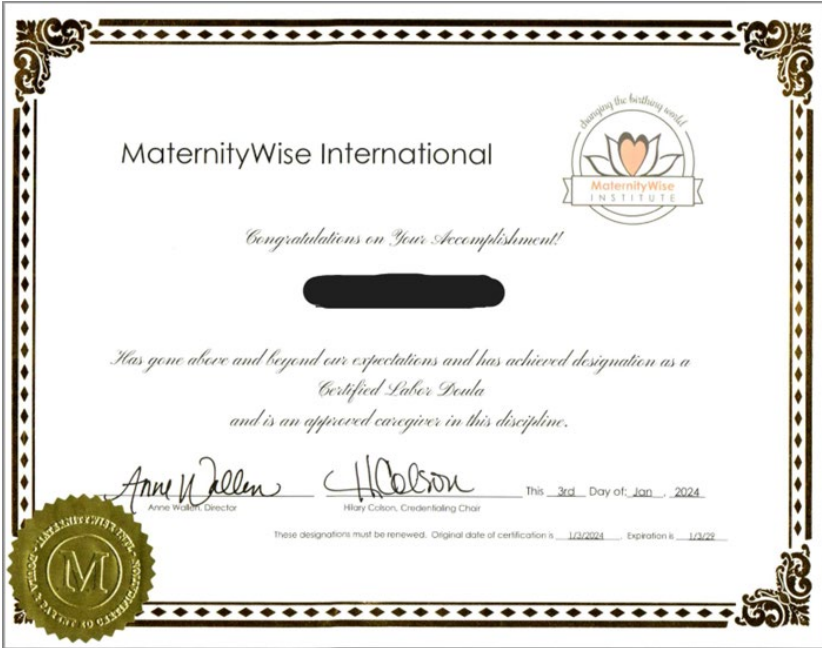 changing the birthing world
MaternityWise International
MaternityWise
INSTITUTE
Congratulations on Your Accomplishment!
Has gone above and beyond our expectations and has achieved designation as a
Certified Labor Doula
and is an approved caregiver in this discipline.
Anne Wallen
HColson
This 3rd Day of: Jan , 2024
Anne Wallen, Director
Hilary Colson, Credentialing Chair
These designations must be renewed. Original date of certification is 1/3/2024 . Expiration is 1/3/29
MATERNITYWISE INTL.
M